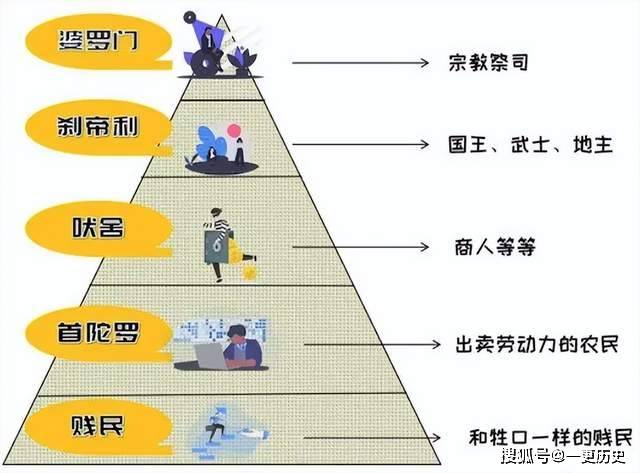 婆罗门
宗教祭司
刹帝利
国王、武士、地主
吠舍
6
商人等等
首陀罗
出卖劳动力的农民
贱民
和牲口一样的贱民
搜狐号@一更历史